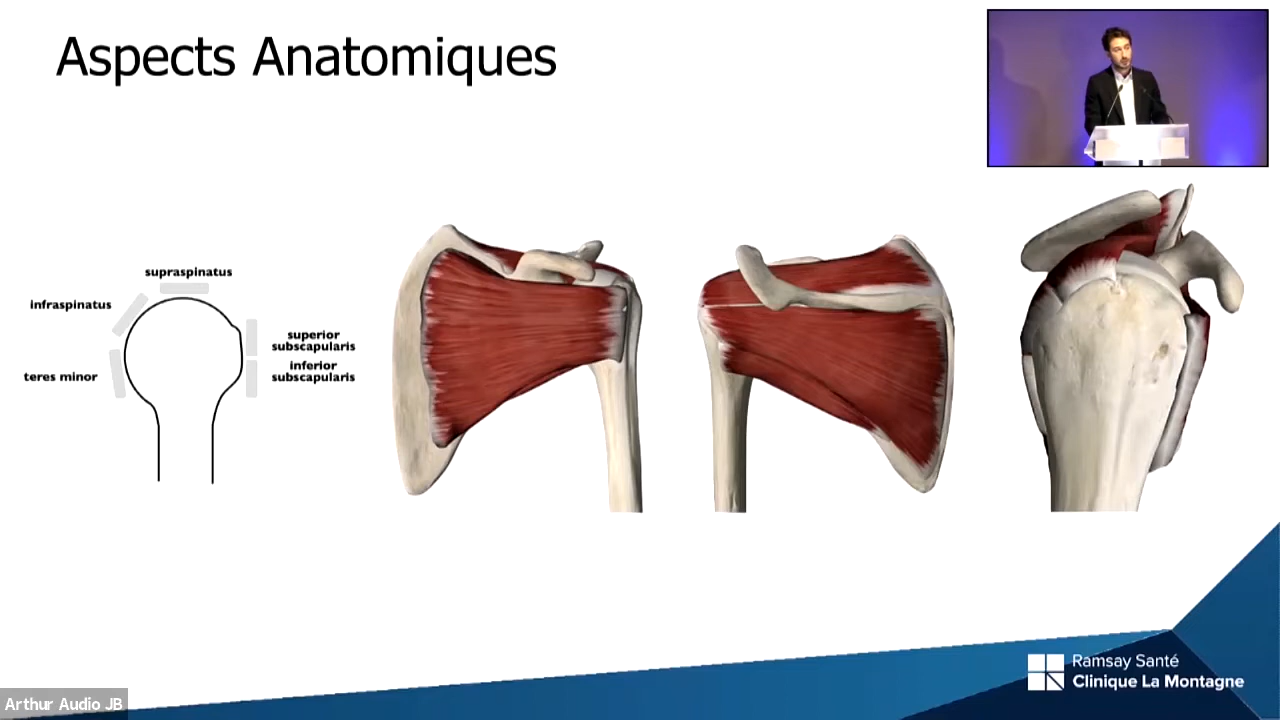 Aspects Anatomiques
supraspinatus
infraspinatus
superior
subscapularis
inferior
subscapularis
teres minor
Ramsay Santé
Clinique La Montagne
Arthur Audio JB